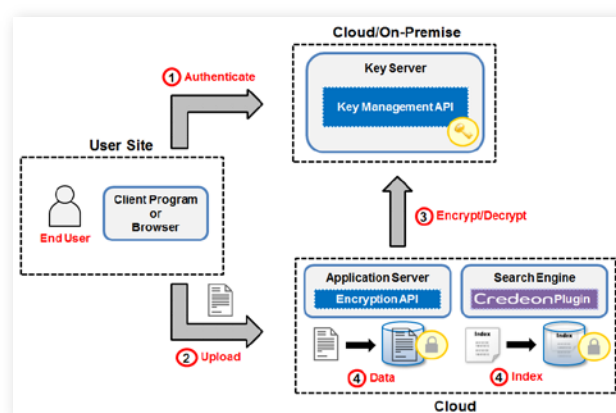 Cloud/On-Premise
Key Server
Key Management API
1 Authenticate
User Site
Client Program
or
Browser
End User
3 Encrypt/Decrypt
2 Upload
Application Server
Encryption API
Search Engine
CredeonPlugin
Index
Index
4 Data
4 Index
Cloud